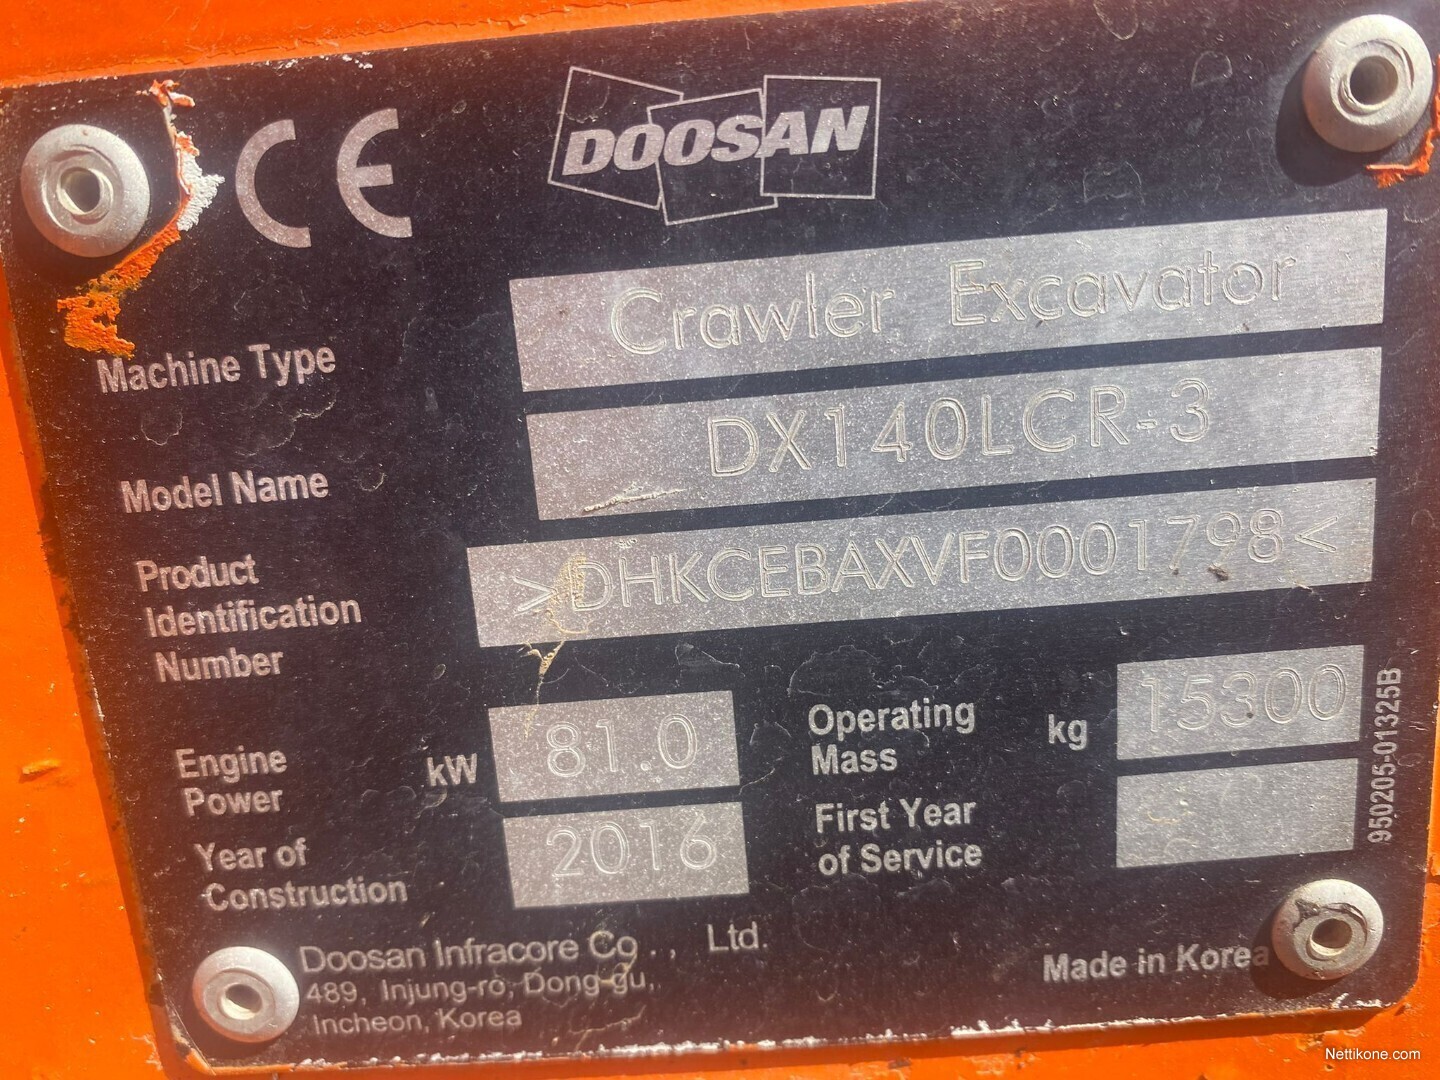 CE
DOOSAN
Machine Type Crawler Excavator
Model Name DX140LCR-3
Product
Identification >DHKCEBAXVF0001798<
Number
Engine
Power kW 81.0
Operating
Mass kg 15300
Year of
Construction 2016
First Year
of Service
950205-01325B
Doosan Infracore Co., Ltd.
489, Injung-ro, Dong-gu,
Incheon, Korea
Made in Korea
Nettikone.com